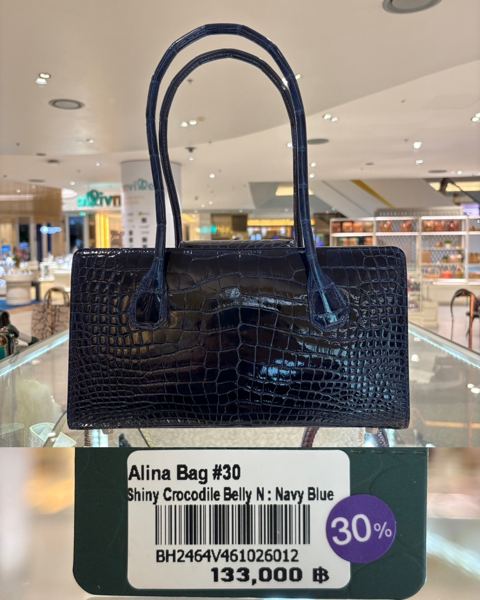 Alina Bag #30
Shiny Crocodile Belly N : Navy Blue
BH2464V461026012
133,000 ฿
30%